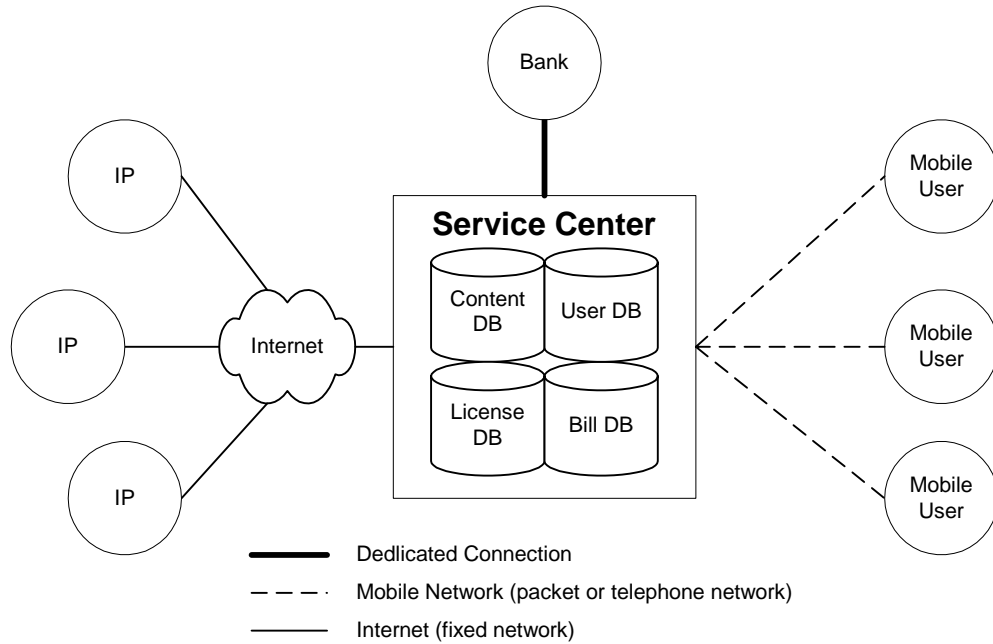 Bank
IP
Mobile
User
Service Center
Content
DB
User DB
IP
Internet
Mobile
User
License
DB
Bill DB
IP
Mobile
User
Dedicated Connection
Mobile Network (packet or telephone network)
Internet (fixed network)